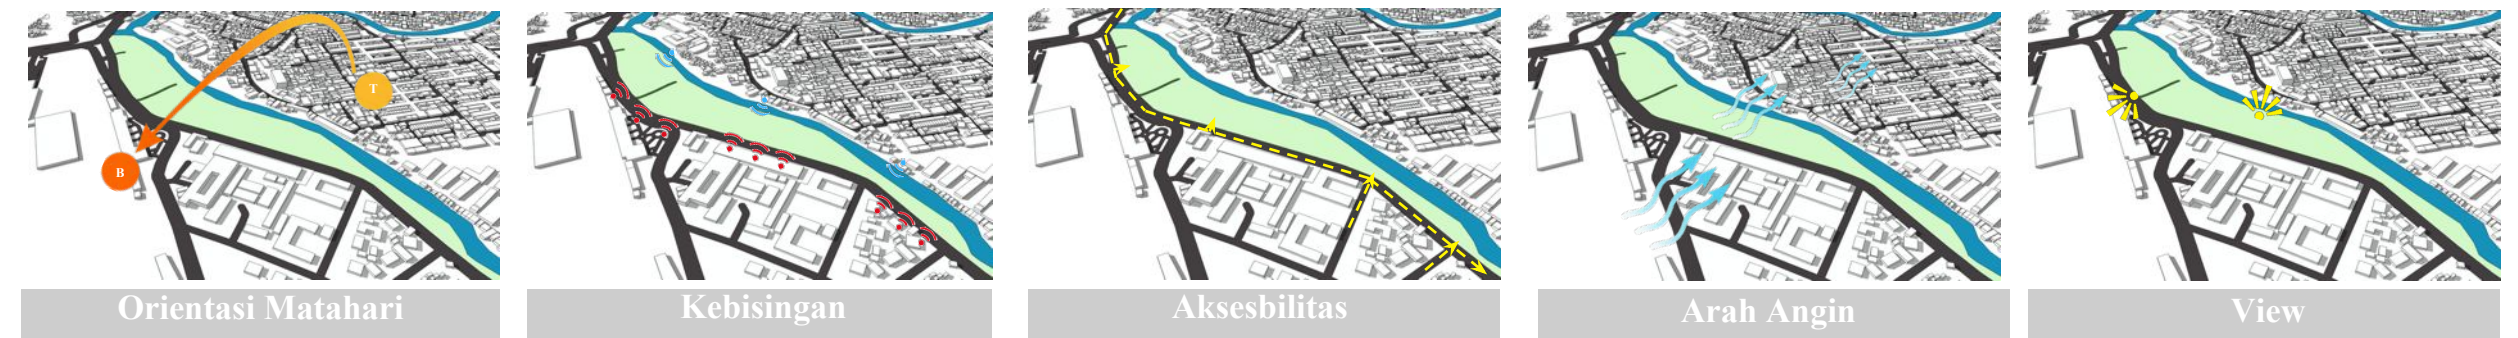 T
B
Orientasi Matahari
Kebisingan
Aksesbilitas
Arah Angin
View